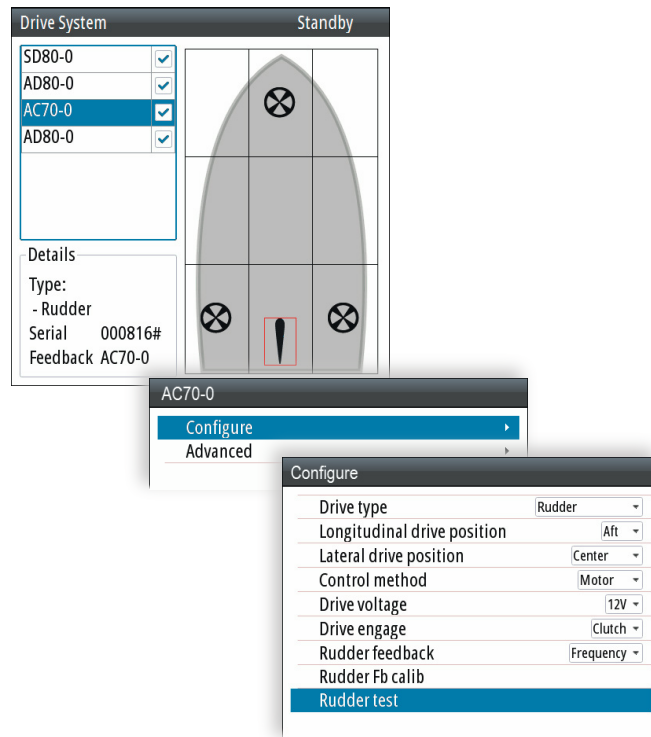 Drive System Standby
SD80-0
AD80-0
AC70-0
AD80-0
Details
Type:
- Rudder
Serial 000816#
Feedback AC70-0
AC70-0
Configure
Advanced
Configure
Drive type Rudder
Longitudinal drive position Aft
Lateral drive position Center
Control method Motor
Drive voltage 12V
Drive engage Clutch
Rudder feedback Frequency
Rudder Fb calib
Rudder test